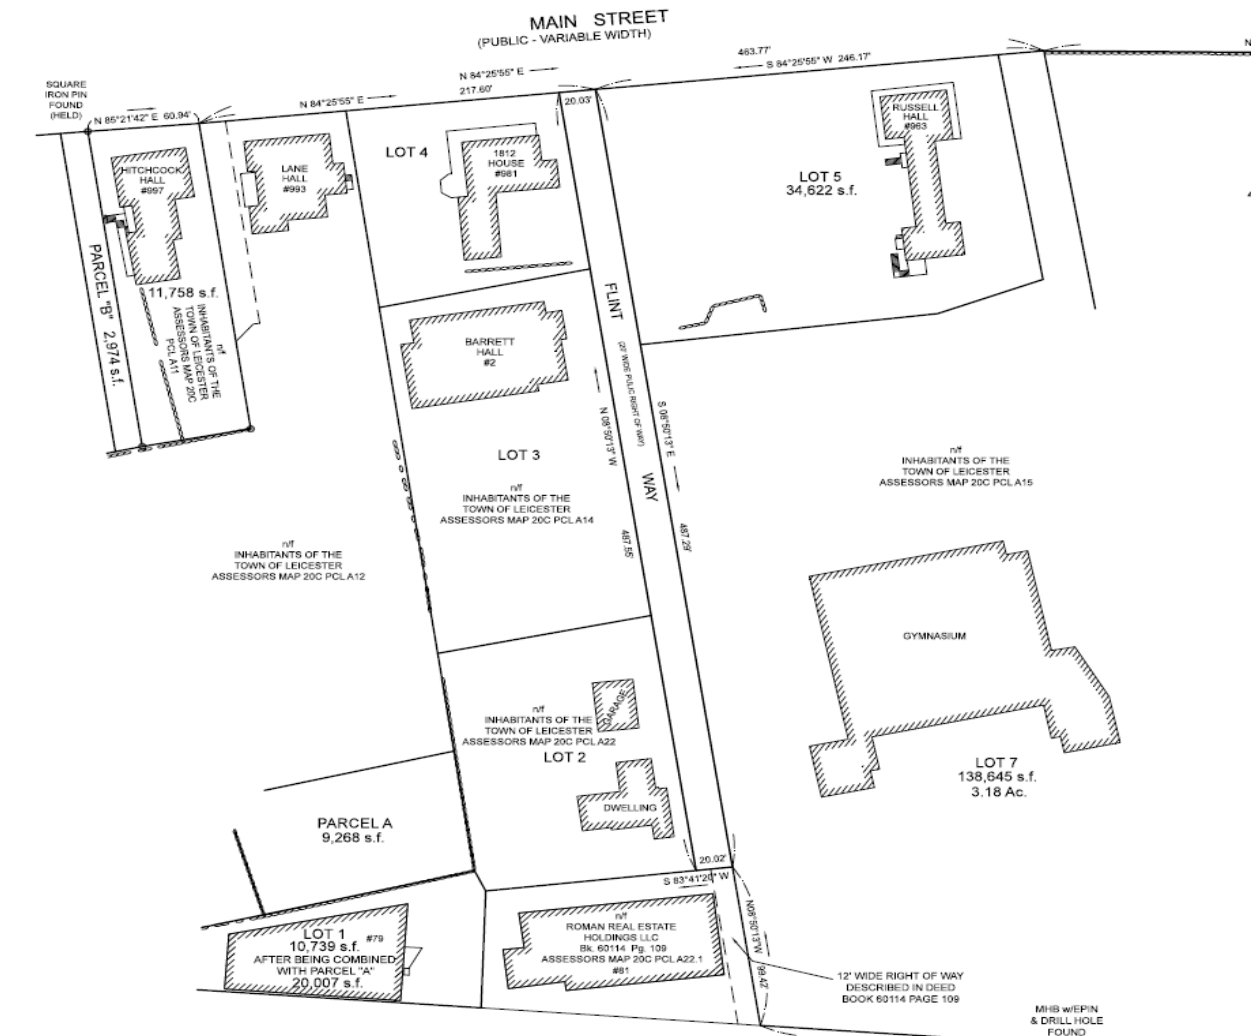 MAIN STREET
(PUBLIC - VARIABLE WIDTH)
SQUARE
IRON PIN
FOUND
(HELD)
N 85°21'42" E 60.94'
N 84°25'55" E
N 84°25'55" E
217.60'
20.03'
463.77'
S 84°25'55" W 246.17'
N
HITCHCOCK
HALL
#997
LANE
HALL
#993
LOT 4
1812
HOUSE
#981
LOT 5
34,622 s.f.
RUSSELL
HALL
#963
PARCEL "B" 2,974 s.f.
11,758 s.f.
n/f
INHABITANTS OF THE
TOWN OF LEICESTER
ASSESSORS MAP 20C
PCL A11
BARRETT
HALL
#2
FLINT WAY
(20' WIDE PULIC RIGHT OF WAY)
N 08°50'13" W
487.55'
S 08°50'13" E
487.29'
LOT 3
n/f
INHABITANTS OF THE
TOWN OF LEICESTER
ASSESSORS MAP 20C PCL A14
n/f
INHABITANTS OF THE
TOWN OF LEICESTER
ASSESSORS MAP 20C PCL A15
n/f
INHABITANTS OF THE
TOWN OF LEICESTER
ASSESSORS MAP 20C PCL A12
GYMNASIUM
GARAGE
n/f
INHABITANTS OF THE
TOWN OF LEICESTER
ASSESSORS MAP 20C PCL A22
LOT 2
DWELLING
LOT 7
138,645 s.f.
3.18 Ac.
PARCEL A
9,268 s.f.
20.02'
S 83°41'20" W
N08°50'13"W 98.42'
LOT 1
10,739 s.f. #79
AFTER BEING COMBINED
WITH PARCEL "A"
20,007 s.f.
n/f
ROMAN REAL ESTATE
HOLDINGS LLC
Bk. 60114 Pg. 109
ASSESSORS MAP 20C PCL A22.1
#81
12' WIDE RIGHT OF WAY
DESCRIBED IN DEED
BOOK 60114 PAGE 109
MHB w/EPIN
& DRILL HOLE
FOUND